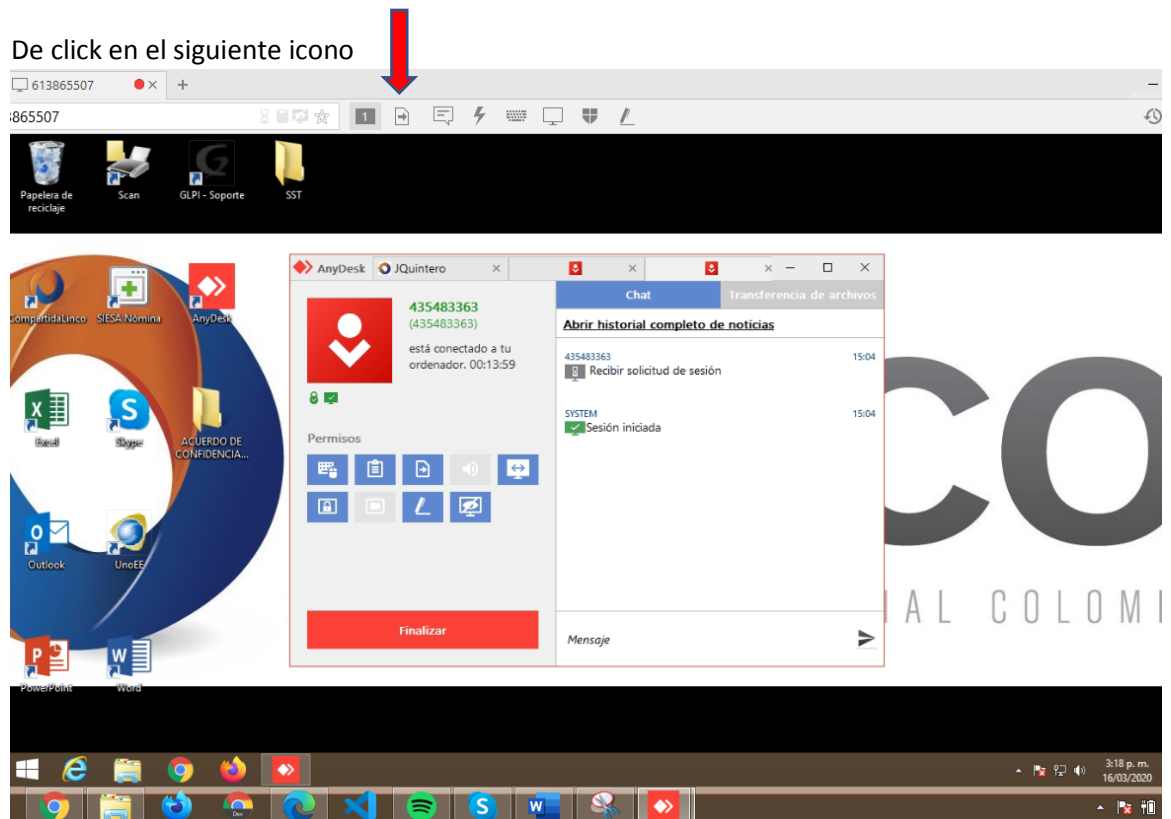 De click en el siguiente icono
613865507
865507
1
Papelera de
reciclaje
Scan
GLPI - Soporte
SST
CompartidaLinco
SIESA Nómina
AnyDesk
Excel
Skype
ACUERDO DE
CONFIDENCIA...
Outlook
UnoEE
PowerPoint
Word
AnyDesk
JQuintero
435483363
(435483363)
está conectado a tu
ordenador. 00:13:59
Permisos
Finalizar
Chat
Transferencia de archivos
Abrir historial completo de noticias
435483363
15:04
Recibir solicitud de sesión
SYSTEM
15:04
Sesión iniciada
Mensaje
CO
IAL COLOMI
3:18 p. m.
16/03/2020
Dev